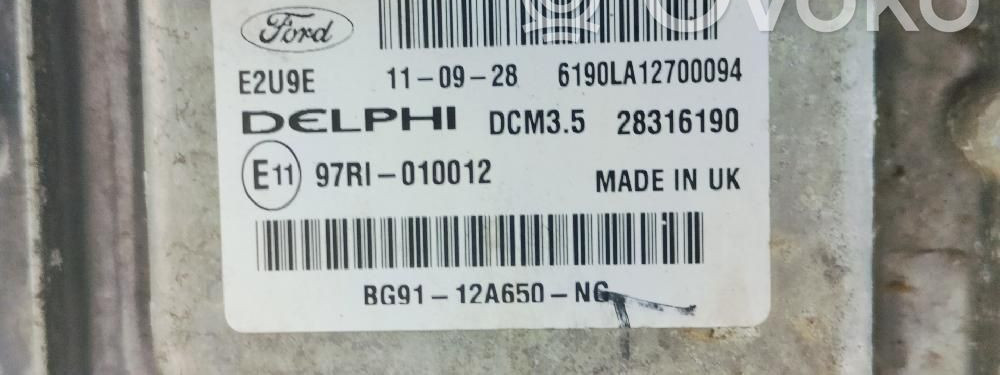 OVOKO
Ford
E2U9E 11-09-28 6190LA12700094
DELPHI DCM3.5 28316190
E11 97RI-010012 MADE IN UK
BG91-12A650-NG